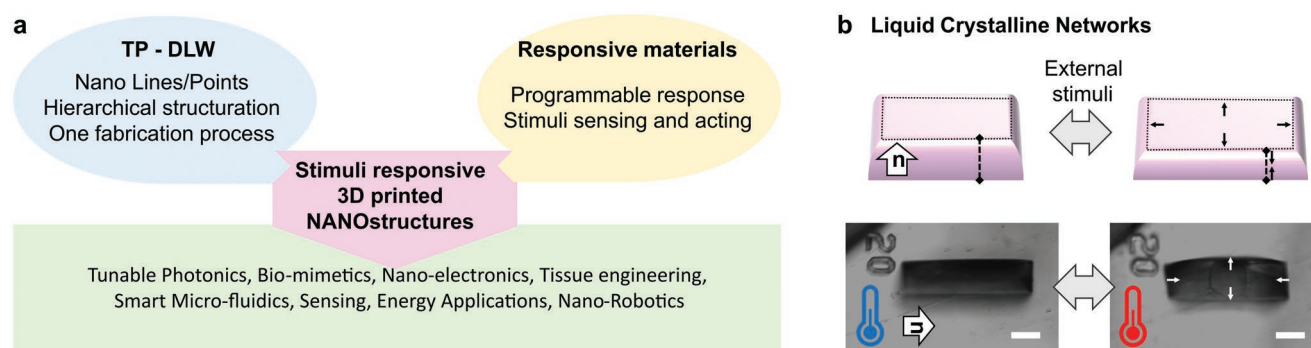 a
TP - DLW
Nano Lines/Points
Hierarchical structuration
One fabrication process
Responsive materials
Programmable response
Stimuli sensing and acting
Stimuli responsive
3D printed
NANOstructures
Tunable Photonics, Bio-mimetics, Nano-electronics, Tissue engineering,
Smart Micro-fluidics, Sensing, Energy Applications, Nano-Robotics
b Liquid Crystalline Networks
External
stimuli
n
20
n
20